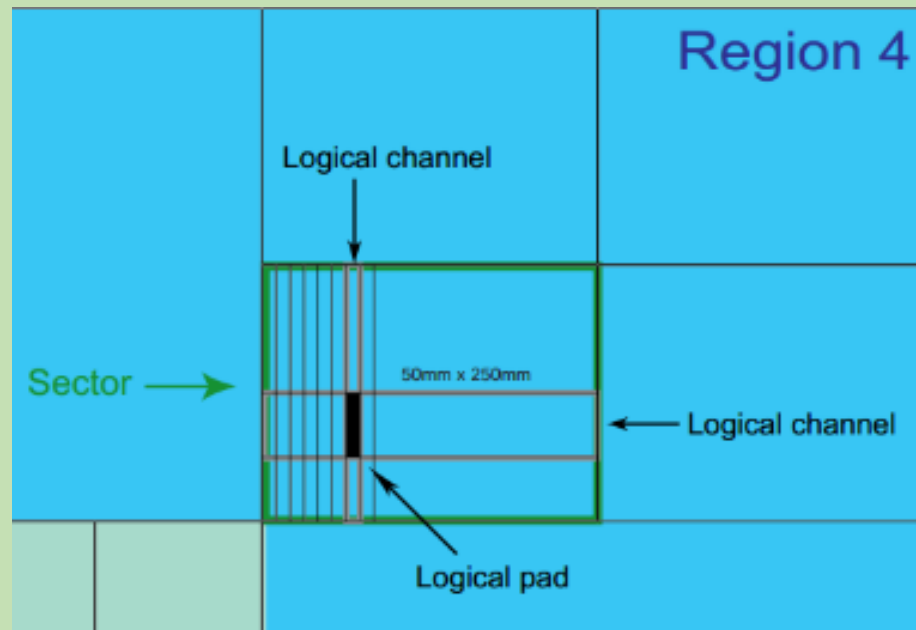 Region 4
Logical channel
50mm x 250mm
Sector
Logical channel
Logical pad